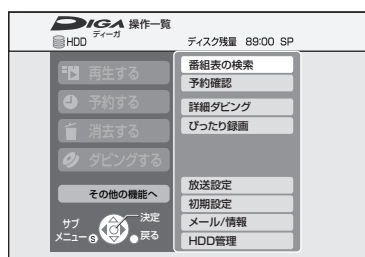 DIGA 操作一覧
ディーガ
HDD
ディスク残量 89:00 SP
再生する
予約する
消去する
ダビングする
その他の機能へ
サブ
メニュー S
決定
戻る
番組表の検索
予約確認
詳細ダビング
ぴったり録画
放送設定
初期設定
メール/情報
HDD管理